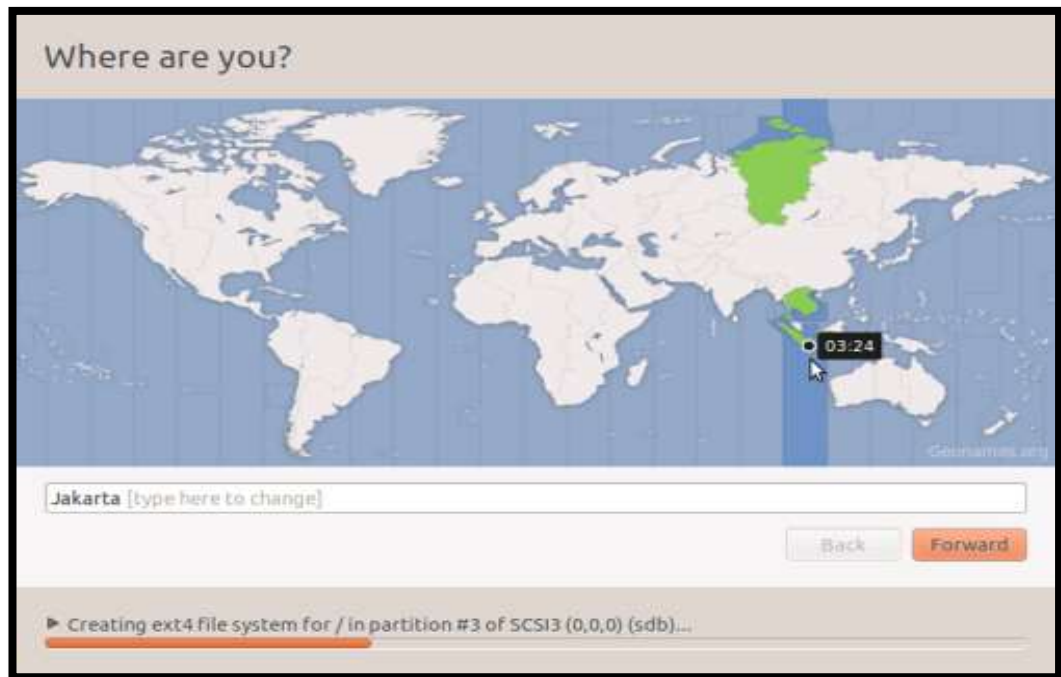 Where are you?
03:24
Geonames.org
Jakarta [type here to change]
Back
Forward
Creating ext4 file system for / in partition #3 of SCSI3 (0,0,0) (sdb)...